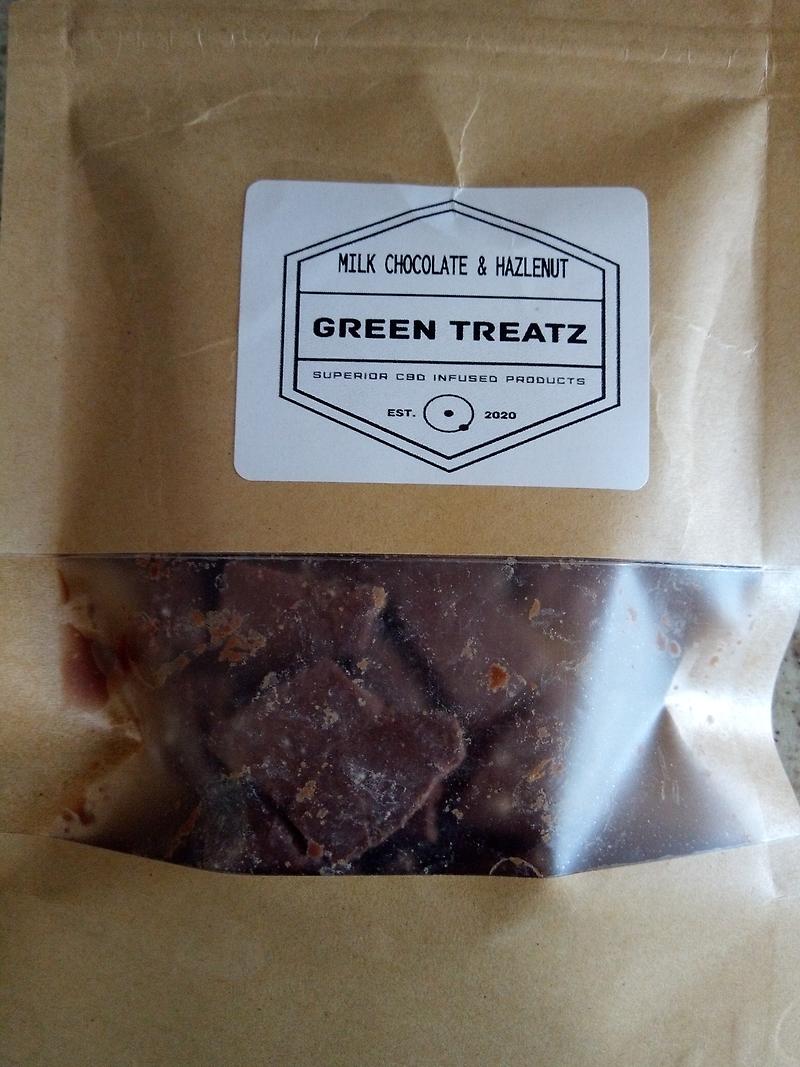 MILK CHOCOLATE & HAZLENUT
GREEN TREATZ
SUPERIOR CBD INFUSED PRODUCTS
EST. 2020